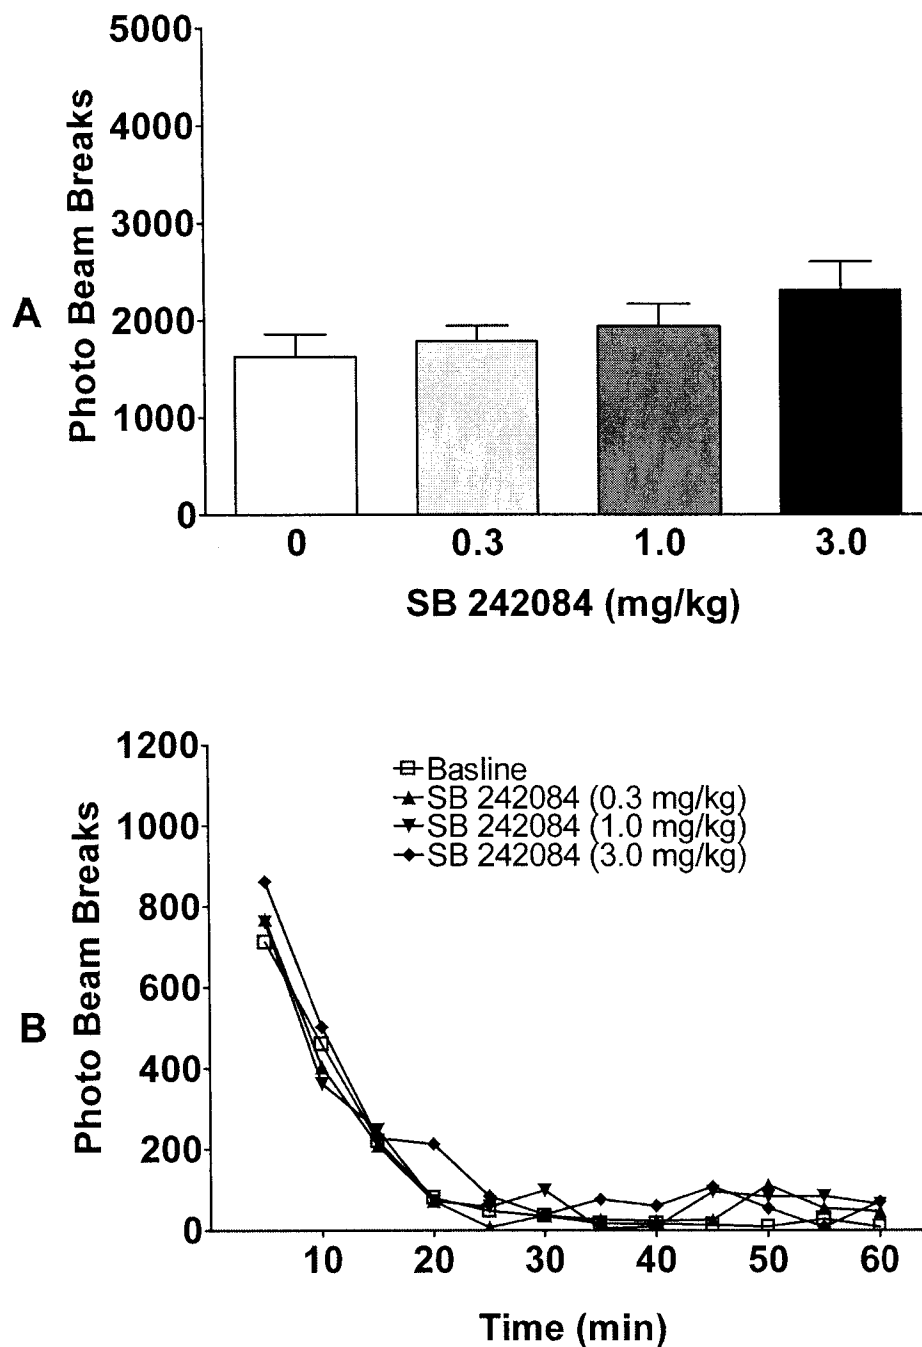 5000
4000
3000
2000
1000
0
Photo Beam Breaks
A
0 0.3 1.0 3.0
SB 242084 (mg/kg)
1200
1000
800
600
400
200
0
Photo Beam Breaks
B
Basline
SB 242084 (0.3 mg/kg)
SB 242084 (1.0 mg/kg)
SB 242084 (3.0 mg/kg)
10 20 30 40 50 60
Time (min)